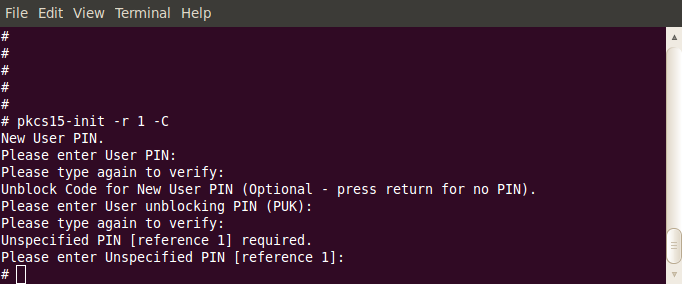 File Edit View Terminal Help
#
#
#
#
#
# pkcs15-init -r 1 -C
New User PIN.
Please enter User PIN:
Please type again to verify:
Unblock Code for New User PIN (Optional - press return for no PIN).
Please enter User unblocking PIN (PUK):
Please type again to verify:
Unspecified PIN [reference 1] required.
Please enter Unspecified PIN [reference 1]:
#